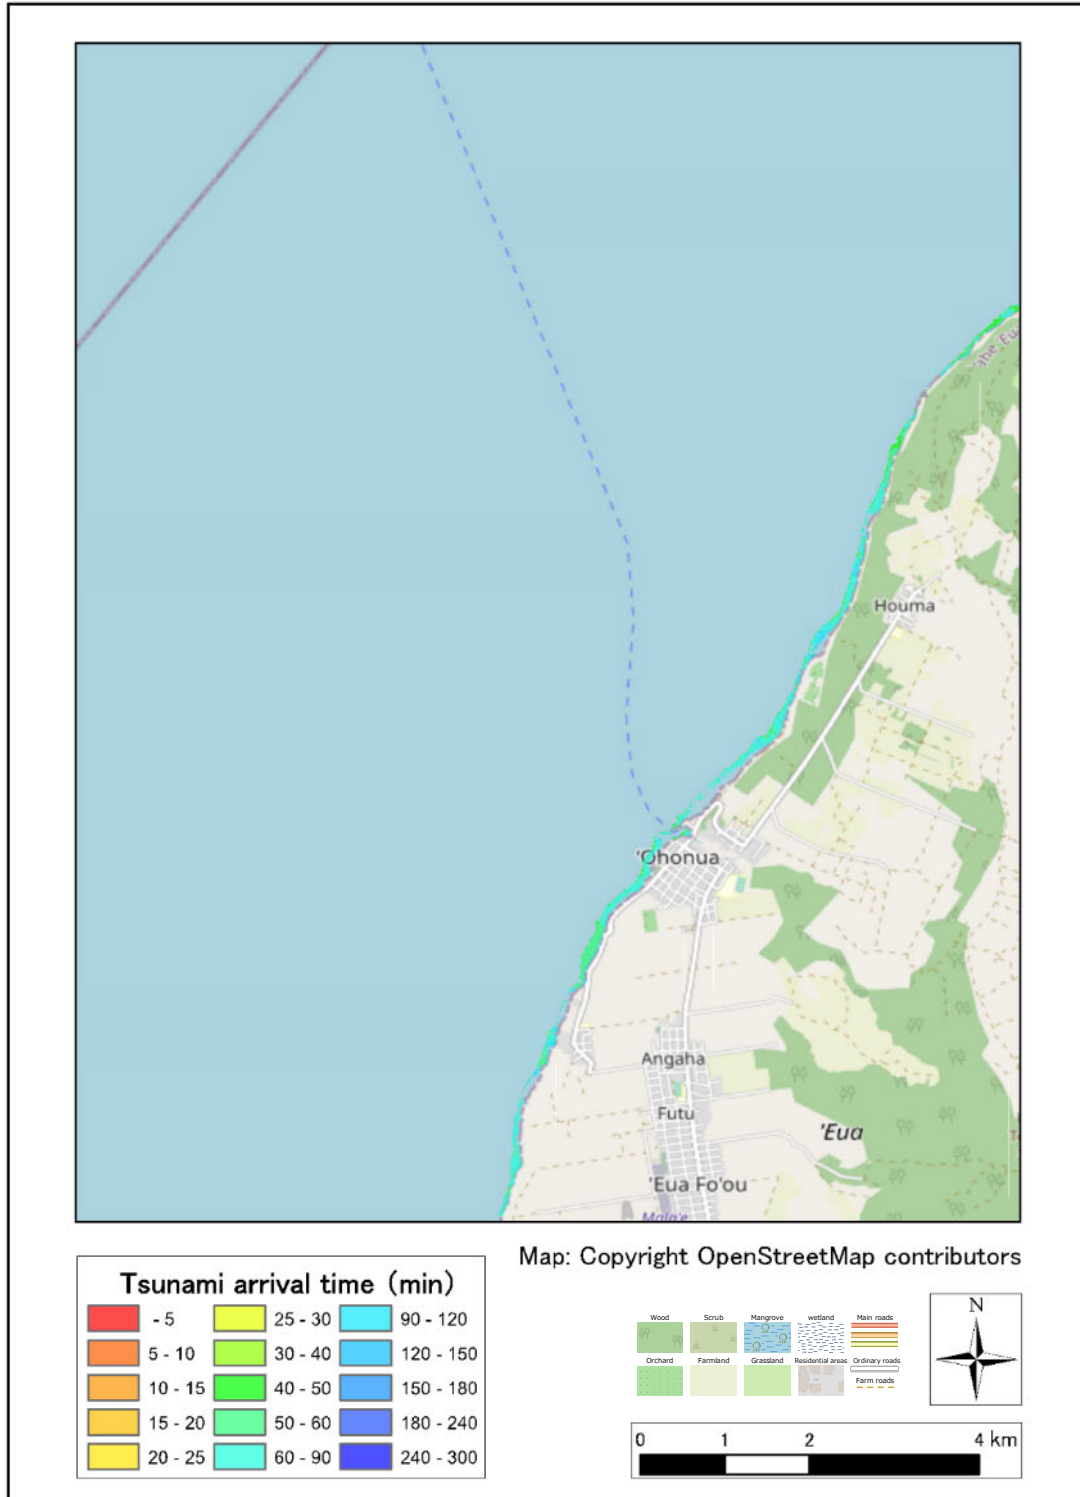 'Eu
Houma
'Ohonua
Angaha
Futu
'Eua
'Eua Fo'ou
Mala'e
Map: Copyright OpenStreetMap contributors
Tsunami arrival time (min)
- 5
25 - 30
90 - 120
5 - 10
30 - 40
120 - 150
10 - 15
40 - 50
150 - 180
15 - 20
50 - 60
180 - 240
20 - 25
60 - 90
240 - 300
Wood Scrub Mangrove wetland Main roads
Orchard Farmland Grassland Residential areas Ordinary roads
Farm roads
N
0 1 2 4 km